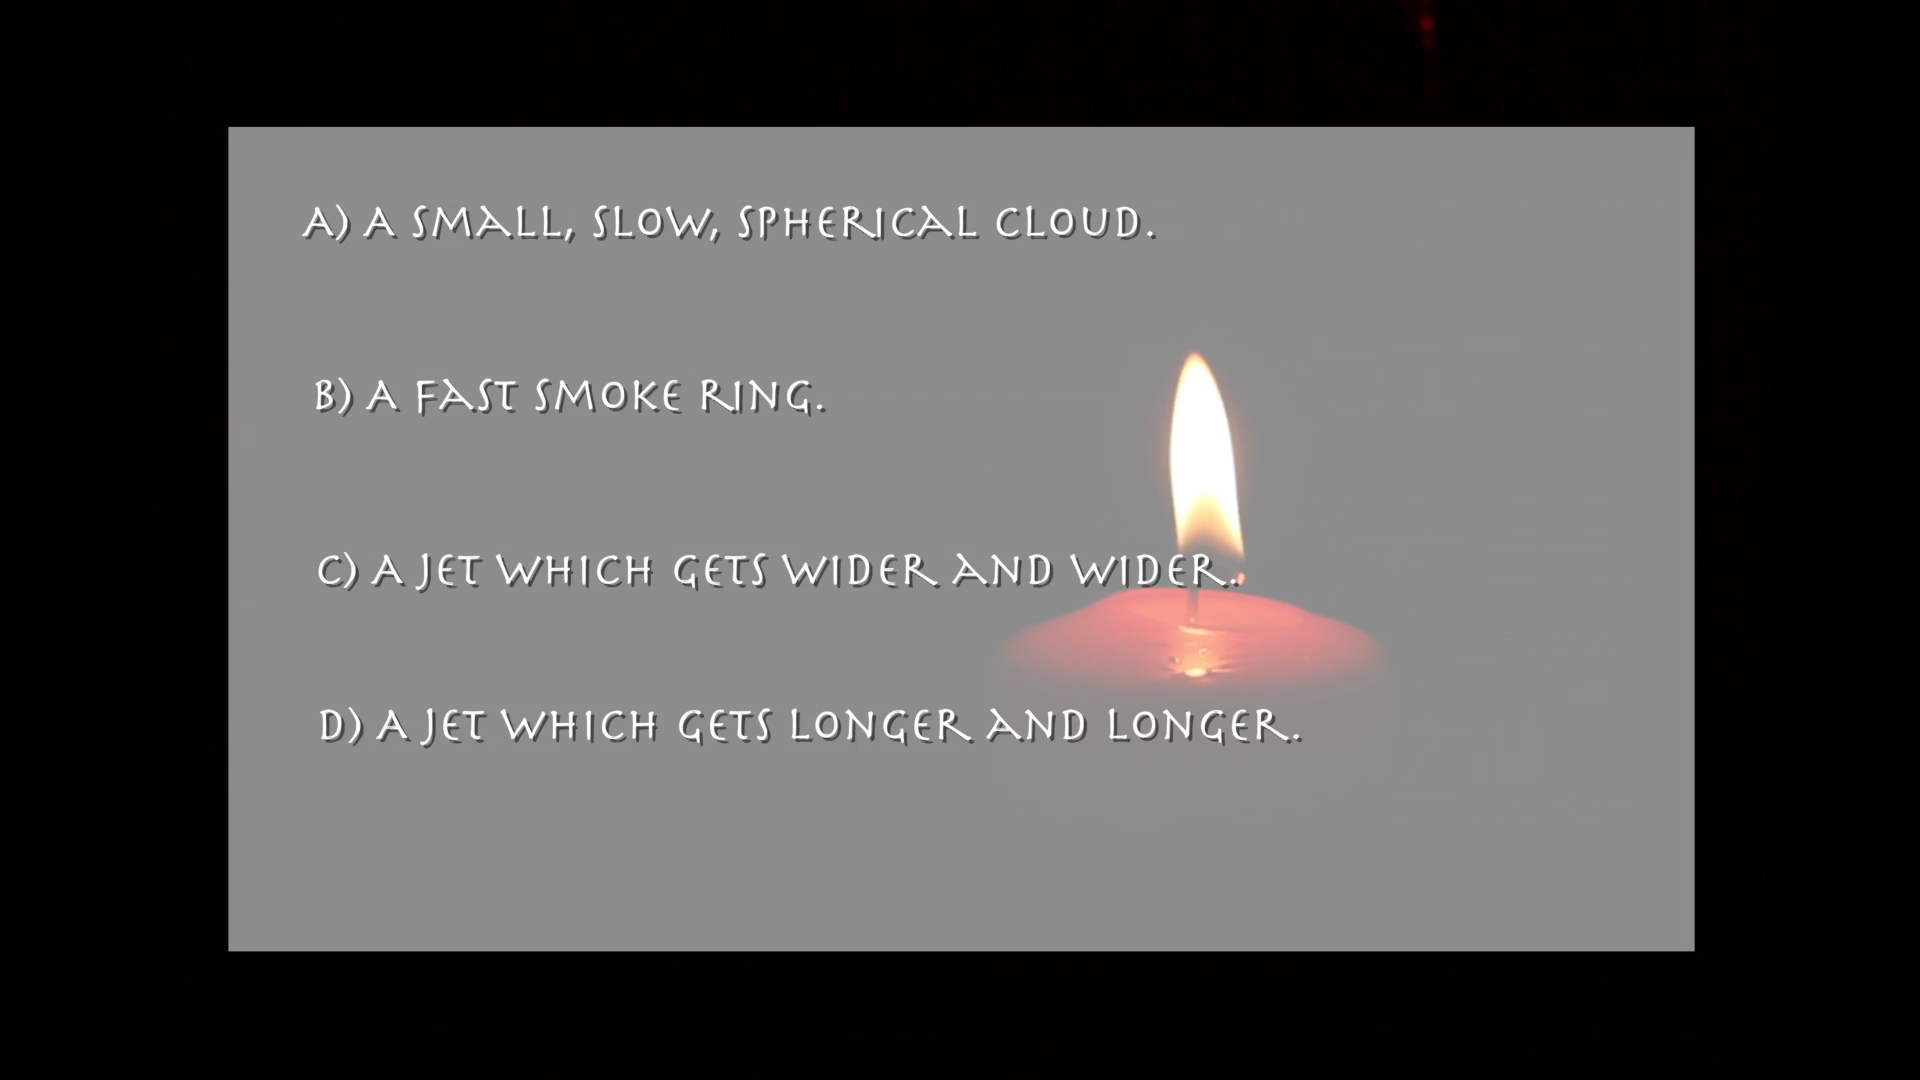 A) A SMALL, SLOW, SPHERICAL CLOUD.
B) A FAST SMOKE RING.
C) A JET WHICH GETS WIDER AND WIDER.
D) A JET WHICH GETS LONGER AND LONGER.